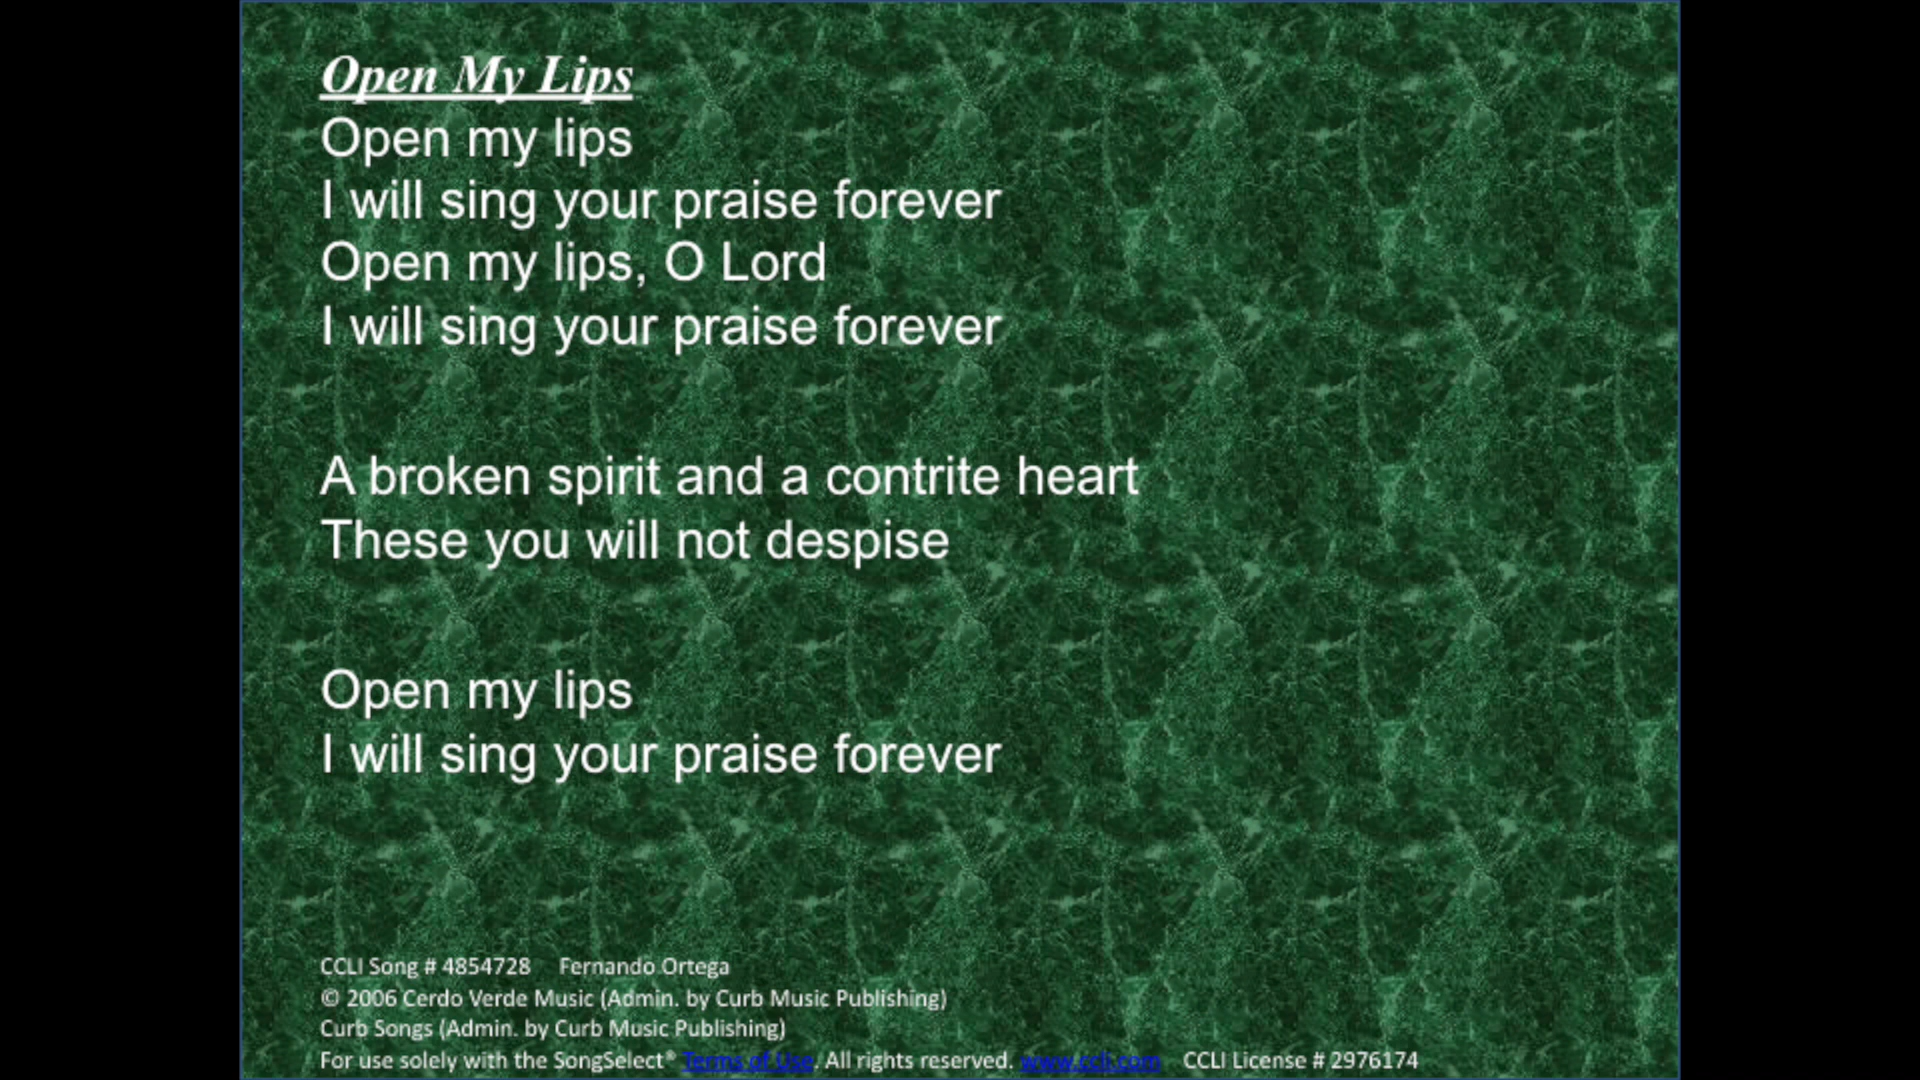 Open My Lips
Open my lips
I will sing your praise forever
Open my lips, O Lord
I will sing your praise forever
A broken spirit and a contrite heart
These you will not despise
Open my lips
I will sing your praise forever
CCLI Song # 4854728 Fernando Ortega
© 2006 Cerdo Verde Music (Admin. by Curb Music Publishing)
Curb Songs (Admin. by Curb Music Publishing)
For use solely with the SongSelect® Terms of Use. All rights reserved. www.ccli.com CCLI License # 2976174